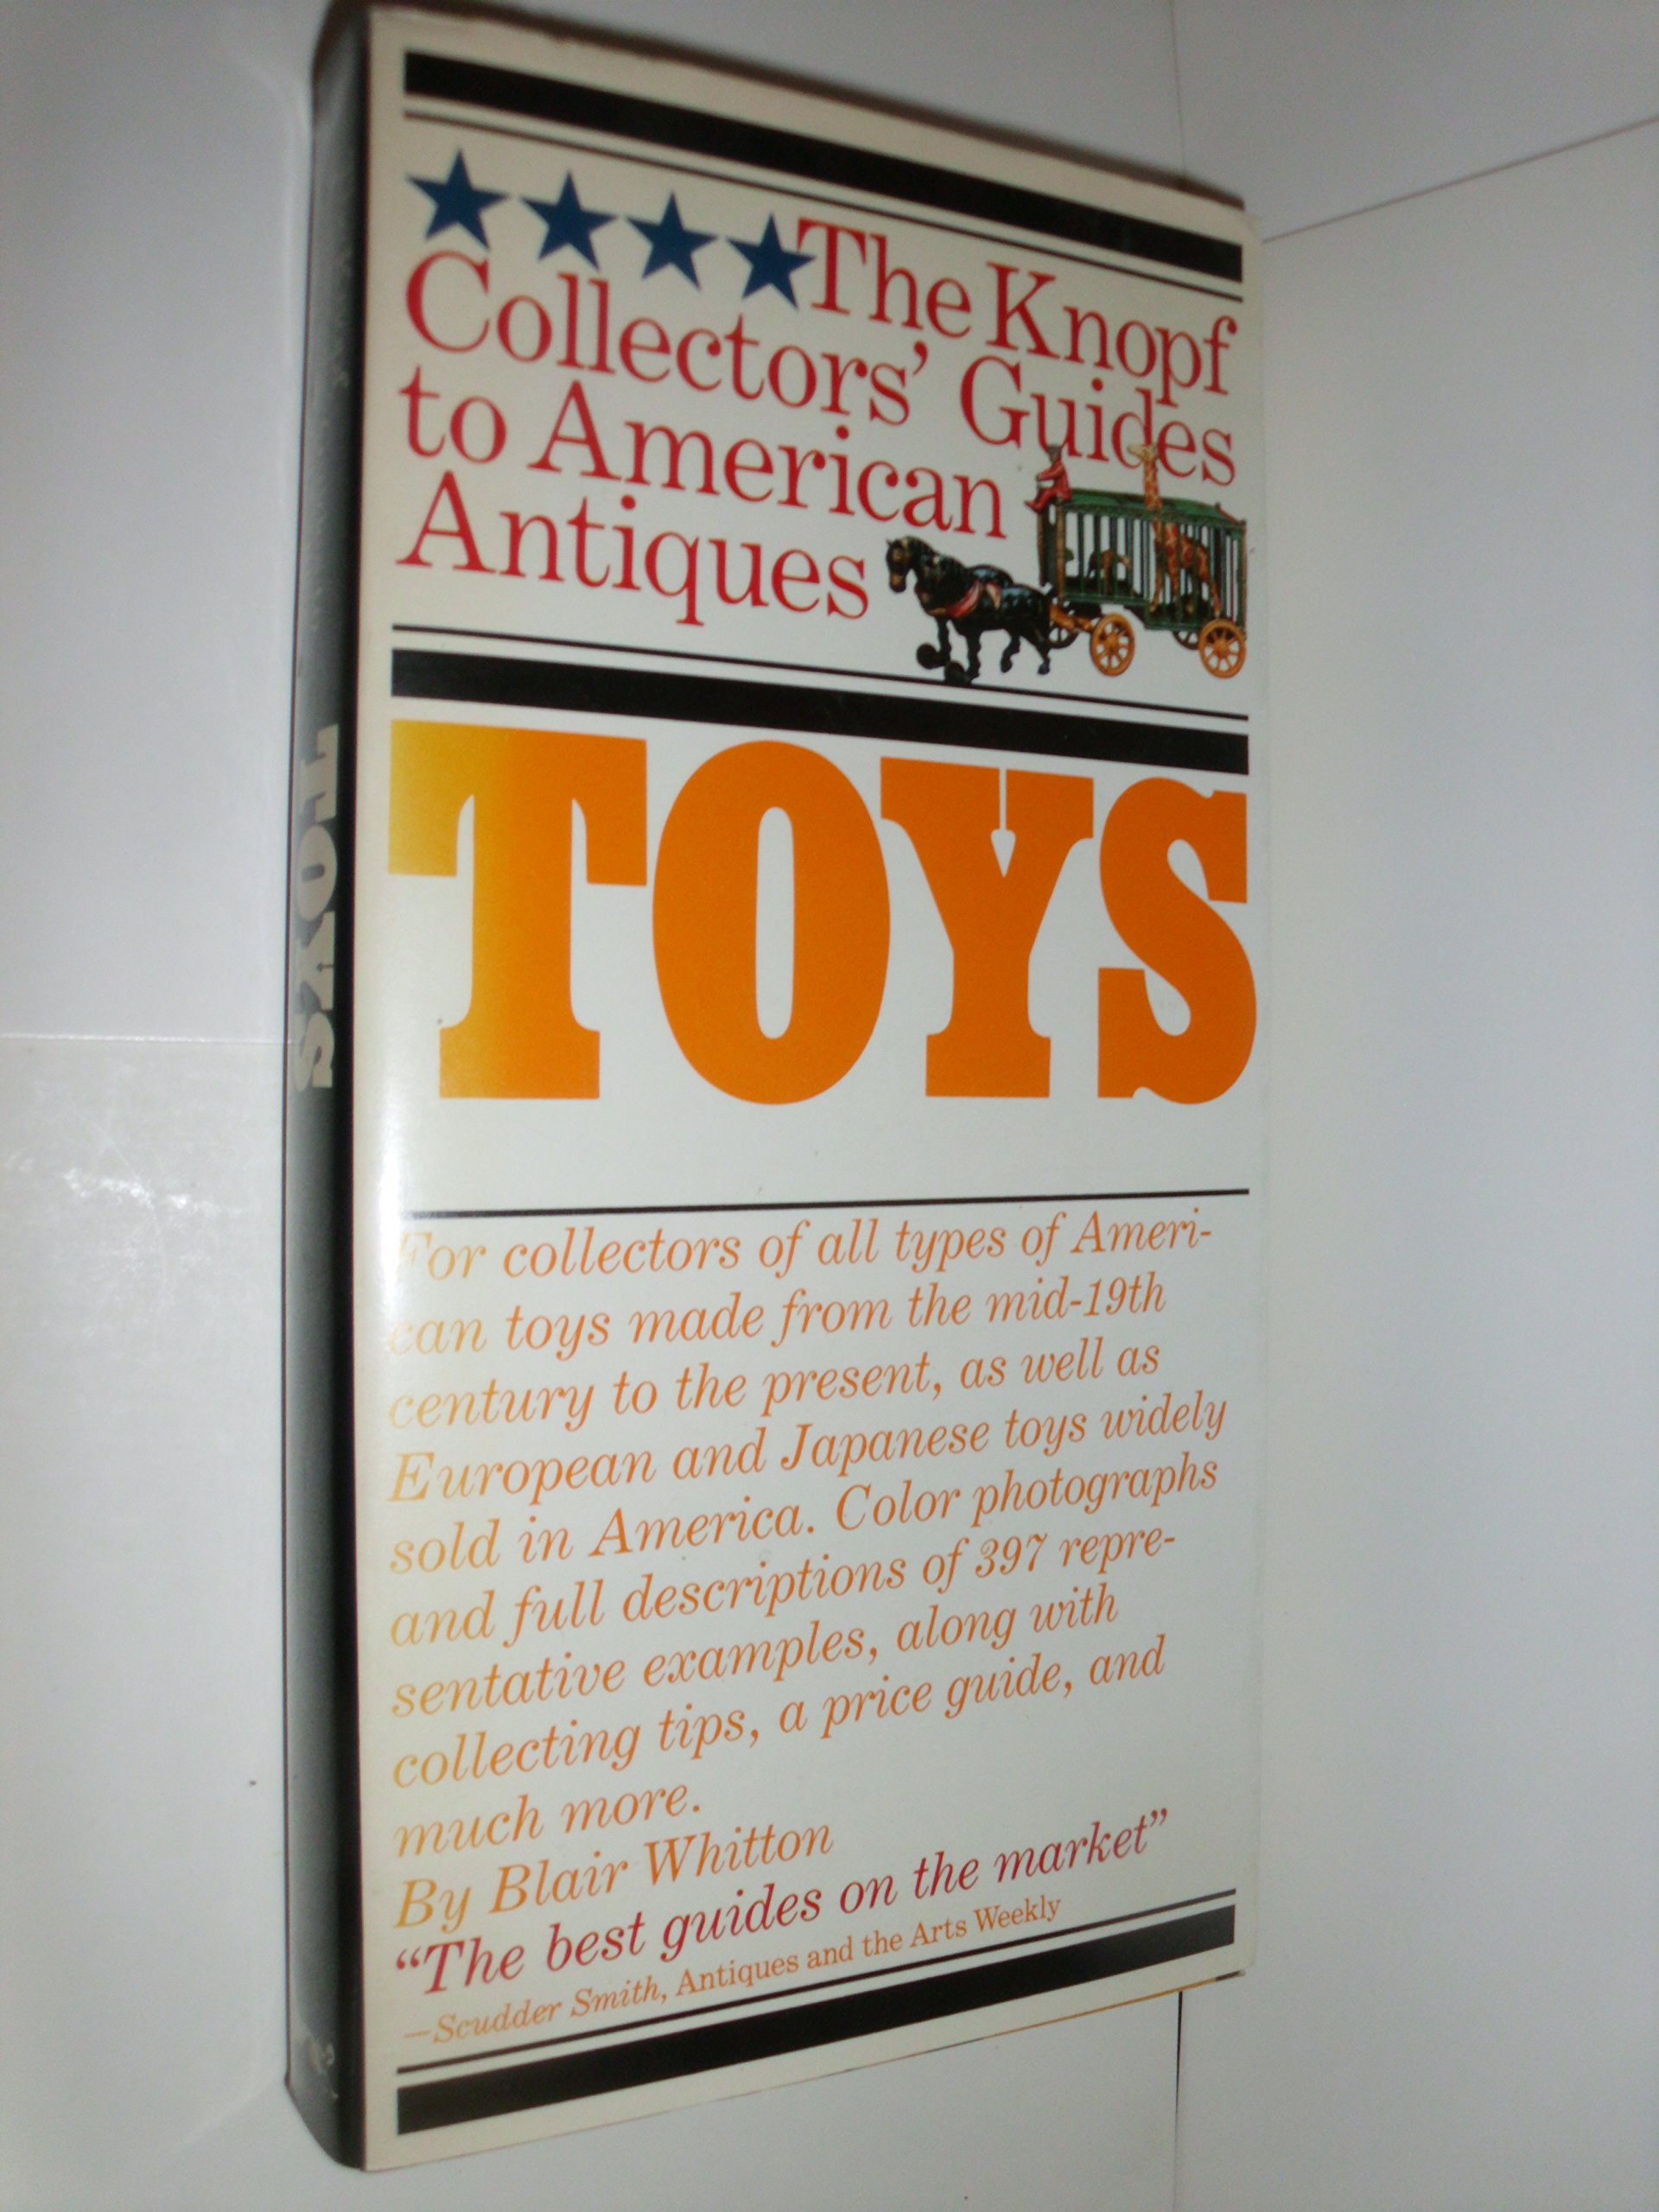 The Knopf
Collectors' Guides
to American
Antiques
TOYS
For collectors of all types of Ameri-
can toys made from the mid-19th
century to the present, as well as
European and Japanese toys widely
sold in America. Color photographs
and full descriptions of 397 repre-
sentative examples, along with
collecting tips, a price guide, and
much more.
By Blair Whitton
"The best guides on the market"
—Scudder Smith, Antiques and the Arts Weekly
TOYS